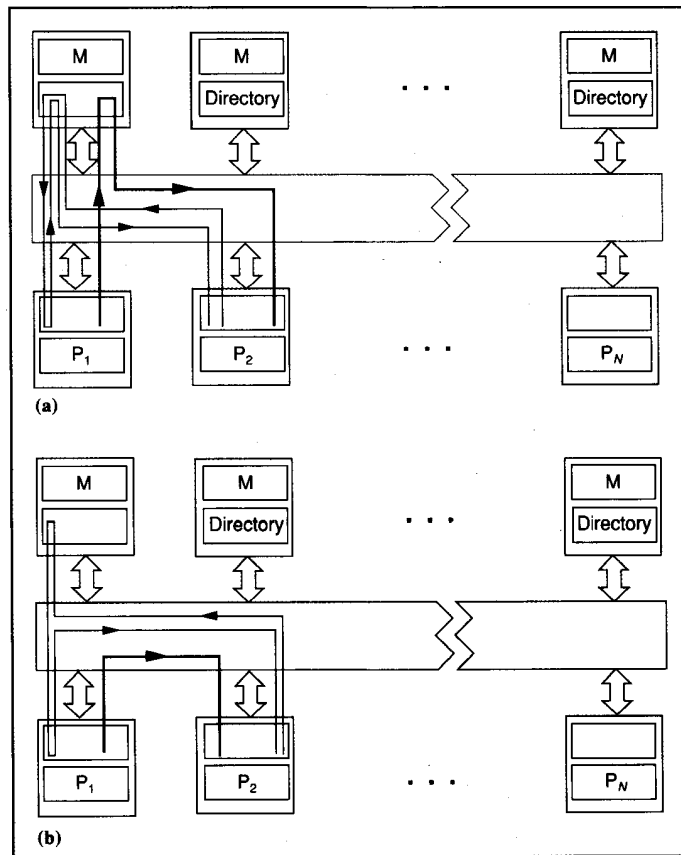 M M M
Directory Directory
. . .
P1 P2 PN
. . .
(a)
M M M
Directory Directory
. . .
P1 P2 PN
. . .
(b)